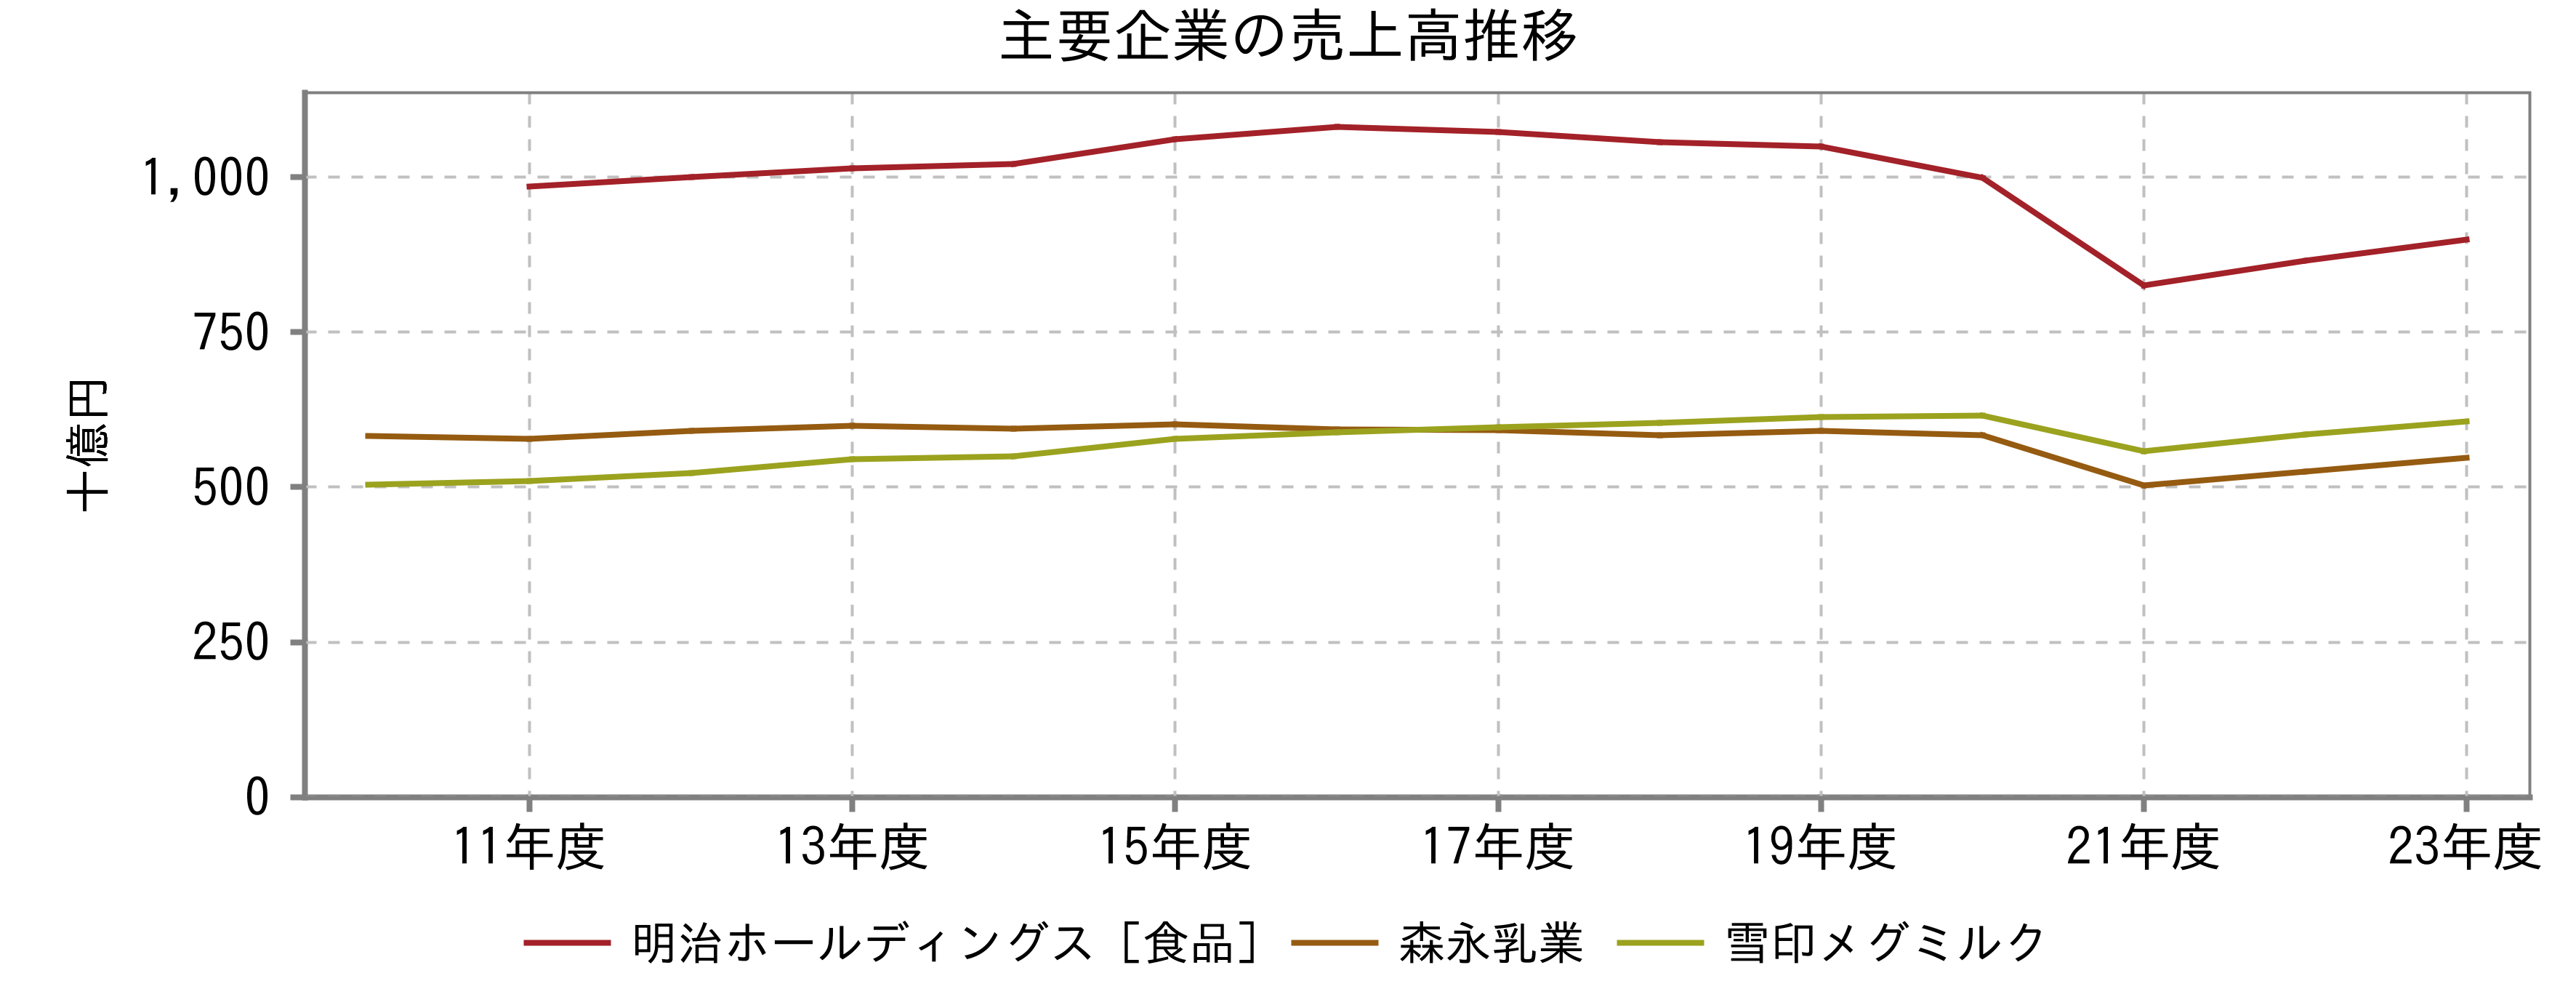 主要企業の売上高推移
十億円
1,000
750
500
250
0
11年度 13年度 15年度 17年度 19年度 21年度 23年度
明治ホールディングス［食品］ 森永乳業 雪印メグミルク